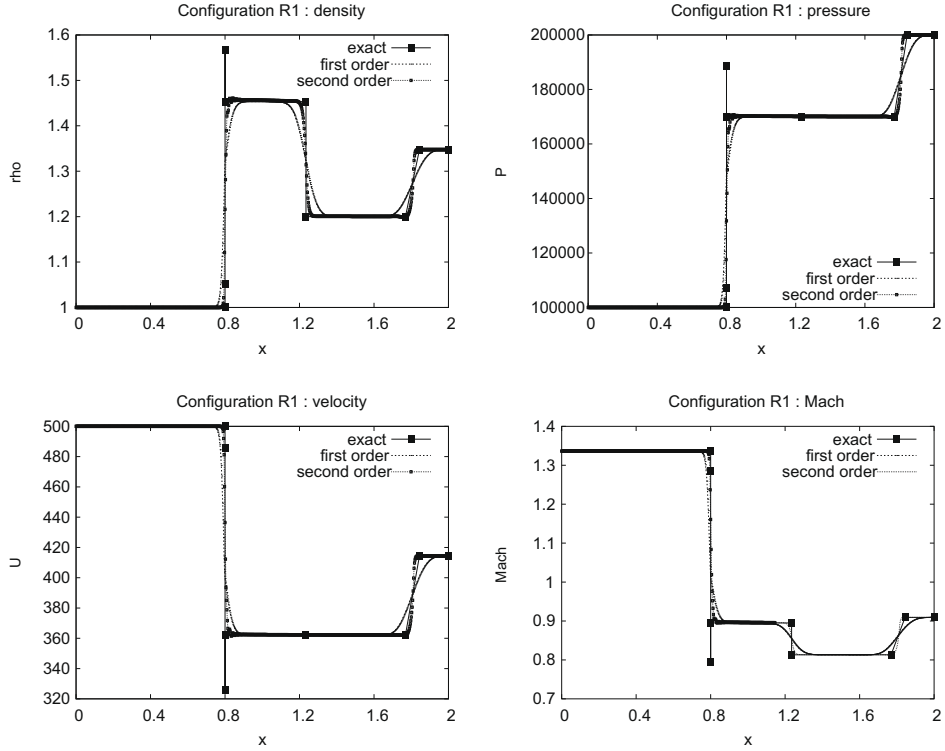 Configuration R1 : density
1.6
1.5
1.4
1.3
1.2
1.1
1
rho
exact
first order
second order
0 0.4 0.8 1.2 1.6 2
x
Configuration R1 : pressure
200000
180000
160000
140000
120000
100000
P
exact
first order
second order
0 0.4 0.8 1.2 1.6 2
x
Configuration R1 : velocity
500
480
460
440
420
400
380
360
340
320
U
exact
first order
second order
0 0.4 0.8 1.2 1.6 2
x
Configuration R1 : Mach
1.4
1.3
1.2
1.1
1
0.9
0.8
0.7
Mach
exact
first order
second order
0 0.4 0.8 1.2 1.6 2
x